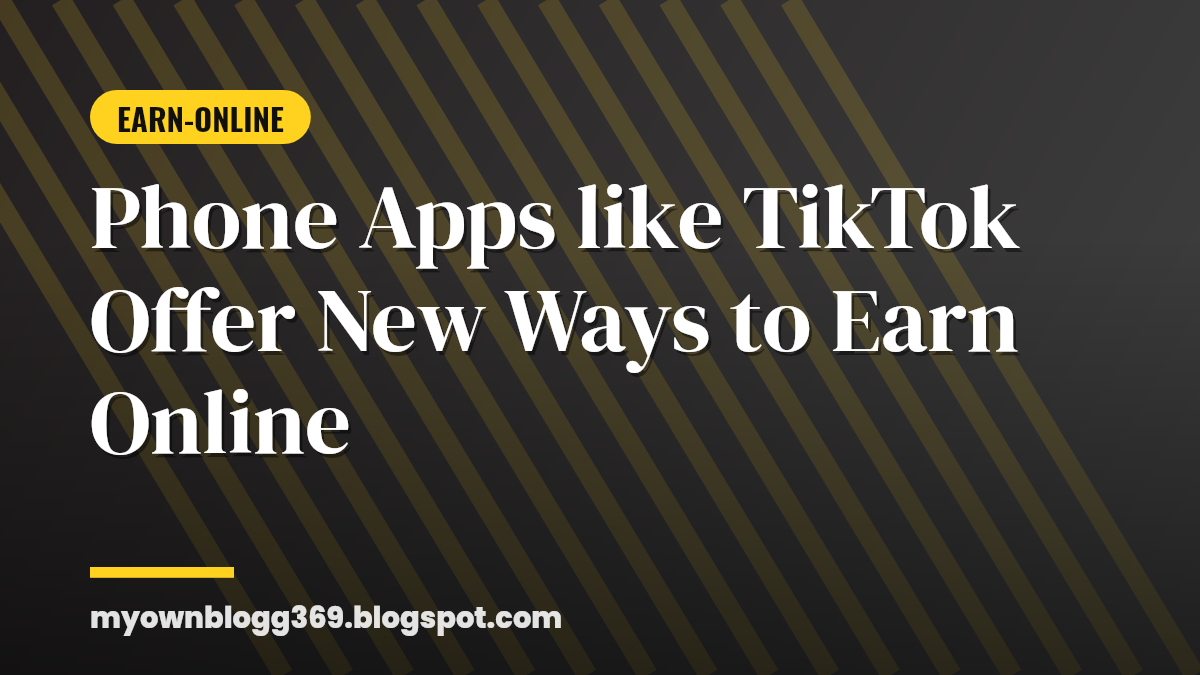 EARN-ONLINE
Phone Apps like TikTok
Offer New Ways to Earn
Online
myownblogg369.blogspot.com